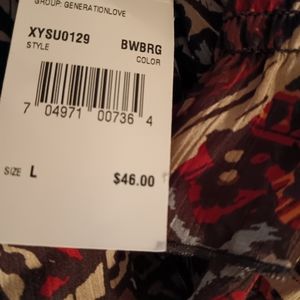 GROUP: GENERATIONLOVE
XYSU0129 BWBRG
STYLE COLOR
7 04971 00736 4
SIZE L $46.00